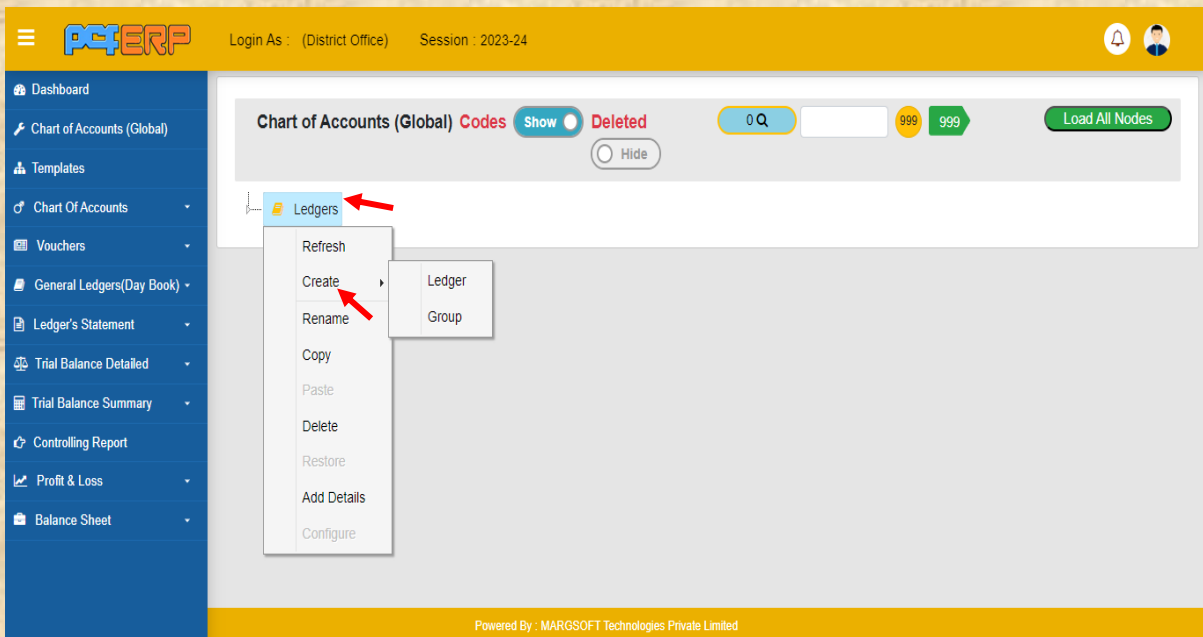 PCFERP
Login As : (District Office) Session : 2023-24
Dashboard
Chart of Accounts (Global)
Templates
Chart Of Accounts
Vouchers
General Ledgers(Day Book)
Ledger's Statement
Trial Balance Detailed
Trial Balance Summary
Controlling Report
Profit & Loss
Balance Sheet
Chart of Accounts (Global) Codes Show Deleted
Hide
0
999
999
Load All Nodes
Ledgers
Refresh
Create
Rename
Copy
Paste
Delete
Restore
Add Details
Configure
Ledger
Group
Powered By : MARGSOFT Technologies Private Limited